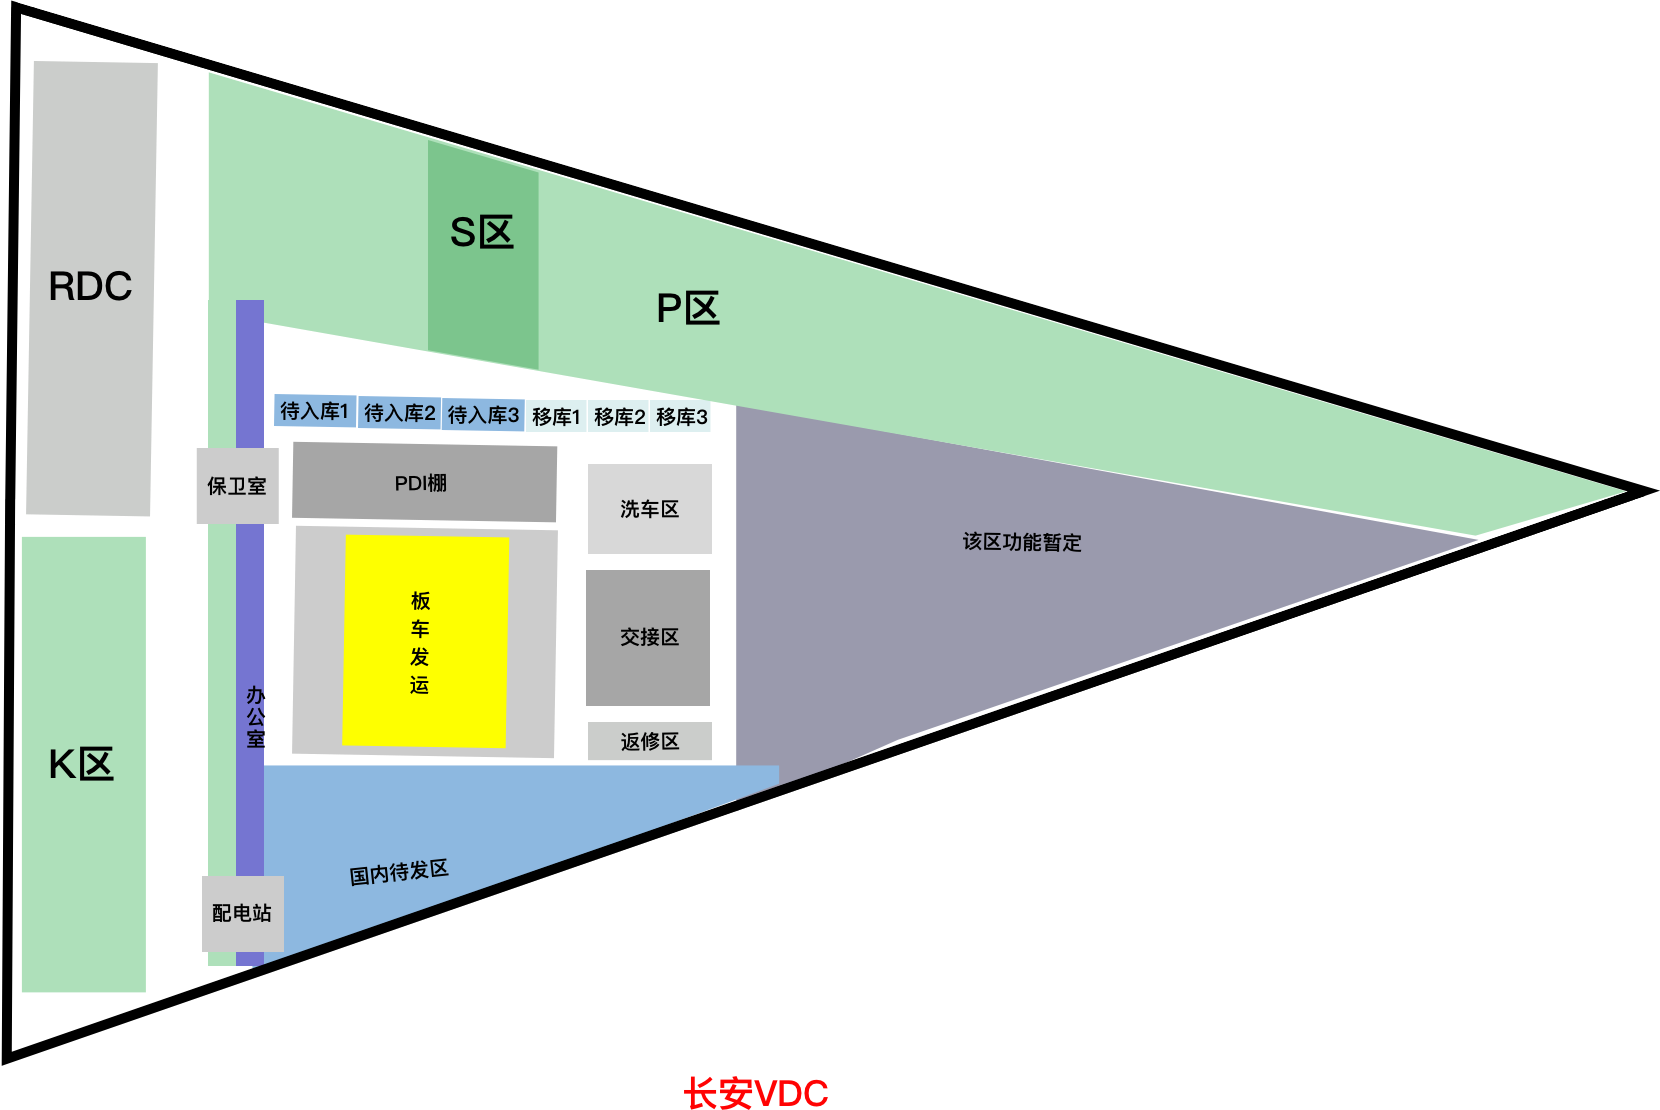 S区
RDC
P区
待入库1
待入库2
待入库3
移库1
移库2
移库3
保卫室
PDI棚
洗车区
该区功能暂定
板
车
发
运
交接区
办
公
室
返修区
K区
国内待发区
配电站
长安VDC